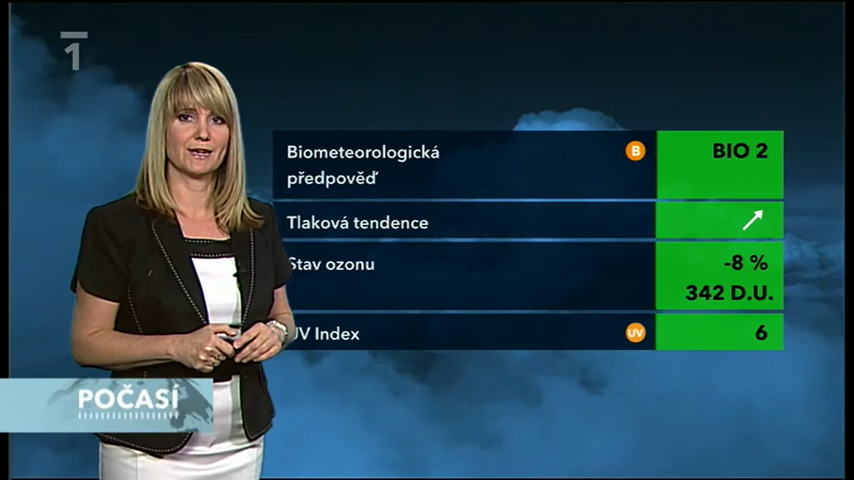 1
Biometeorologická
předpověď
B
BIO 2
Tlaková tendence
Stav ozonu
-8 %
342 D.U.
UV Index
UV
6
POČASÍ